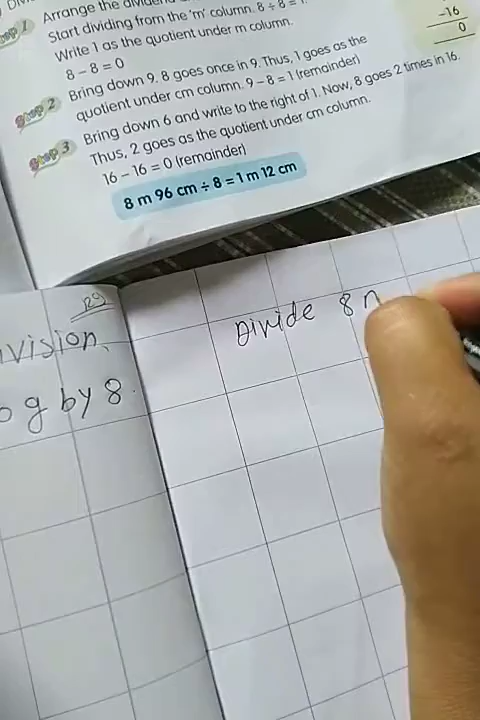 Step 1 Arrange the dividend
Start dividing from the 'm' column. 8 ÷ 8 = 1.
Write 1 as the quotient under m column.
8 – 8 = 0
Step 2 Bring down 9. 8 goes once in 9. Thus, 1 goes as the
quotient under cm column. 9 – 8 = 1 (remainder)
Step 3 Bring down 6 and write to the right of 1. Now, 8 goes 2 times in 16.
Thus, 2 goes as the quotient under cm column.
16 – 16 = 0 (remainder)
8 m 96 cm ÷ 8 = 1 m 12 cm
–16
0
vision
g by 8
Divide 8